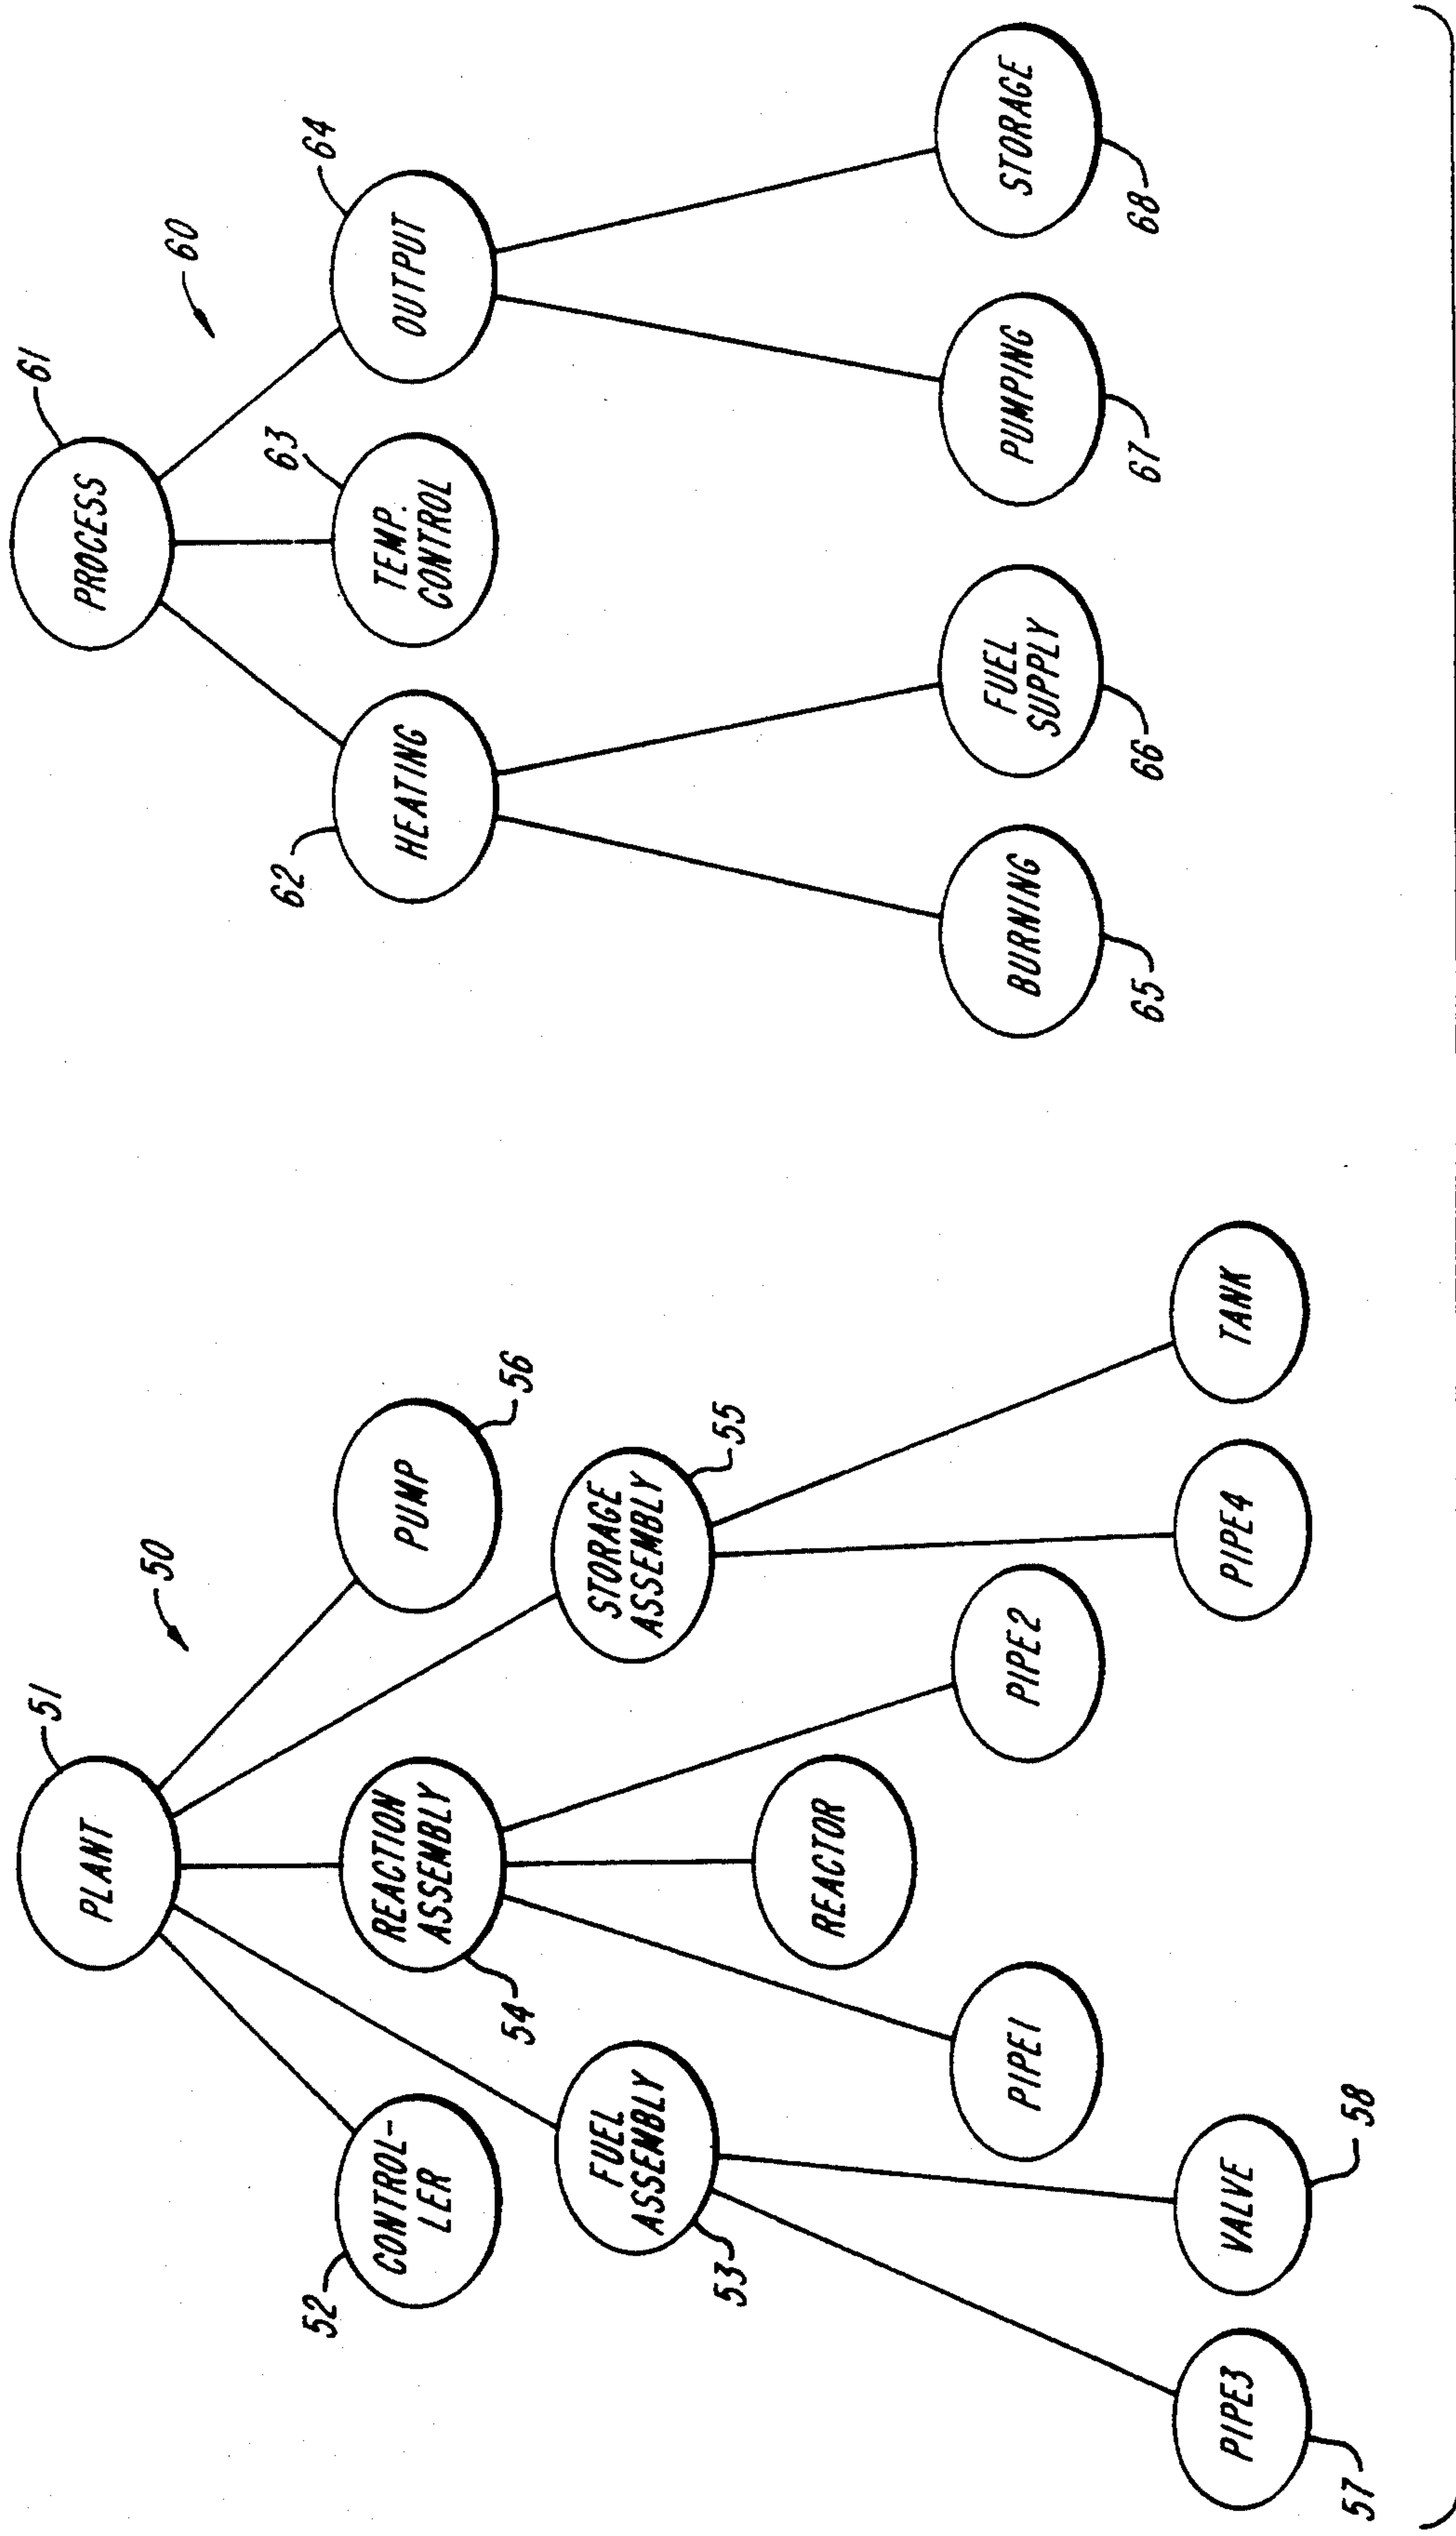 51
PLANT
50
52
CONTROL-
LER
53
FUEL
ASSEMBLY
54
REACTION
ASSEMBLY
STORAGE
ASSEMBLY
55
PUMP
56
57
PIPE3
VALVE
58
PIPE1
REACTOR
PIPE2
PIPE4
TANK
61
PROCESS
60
62
HEATING
63
TEMP.
CONTROL
64
OUTPUT
BURNING
65
FUEL
SUPPLY
66
PUMPING
67
STORAGE
68